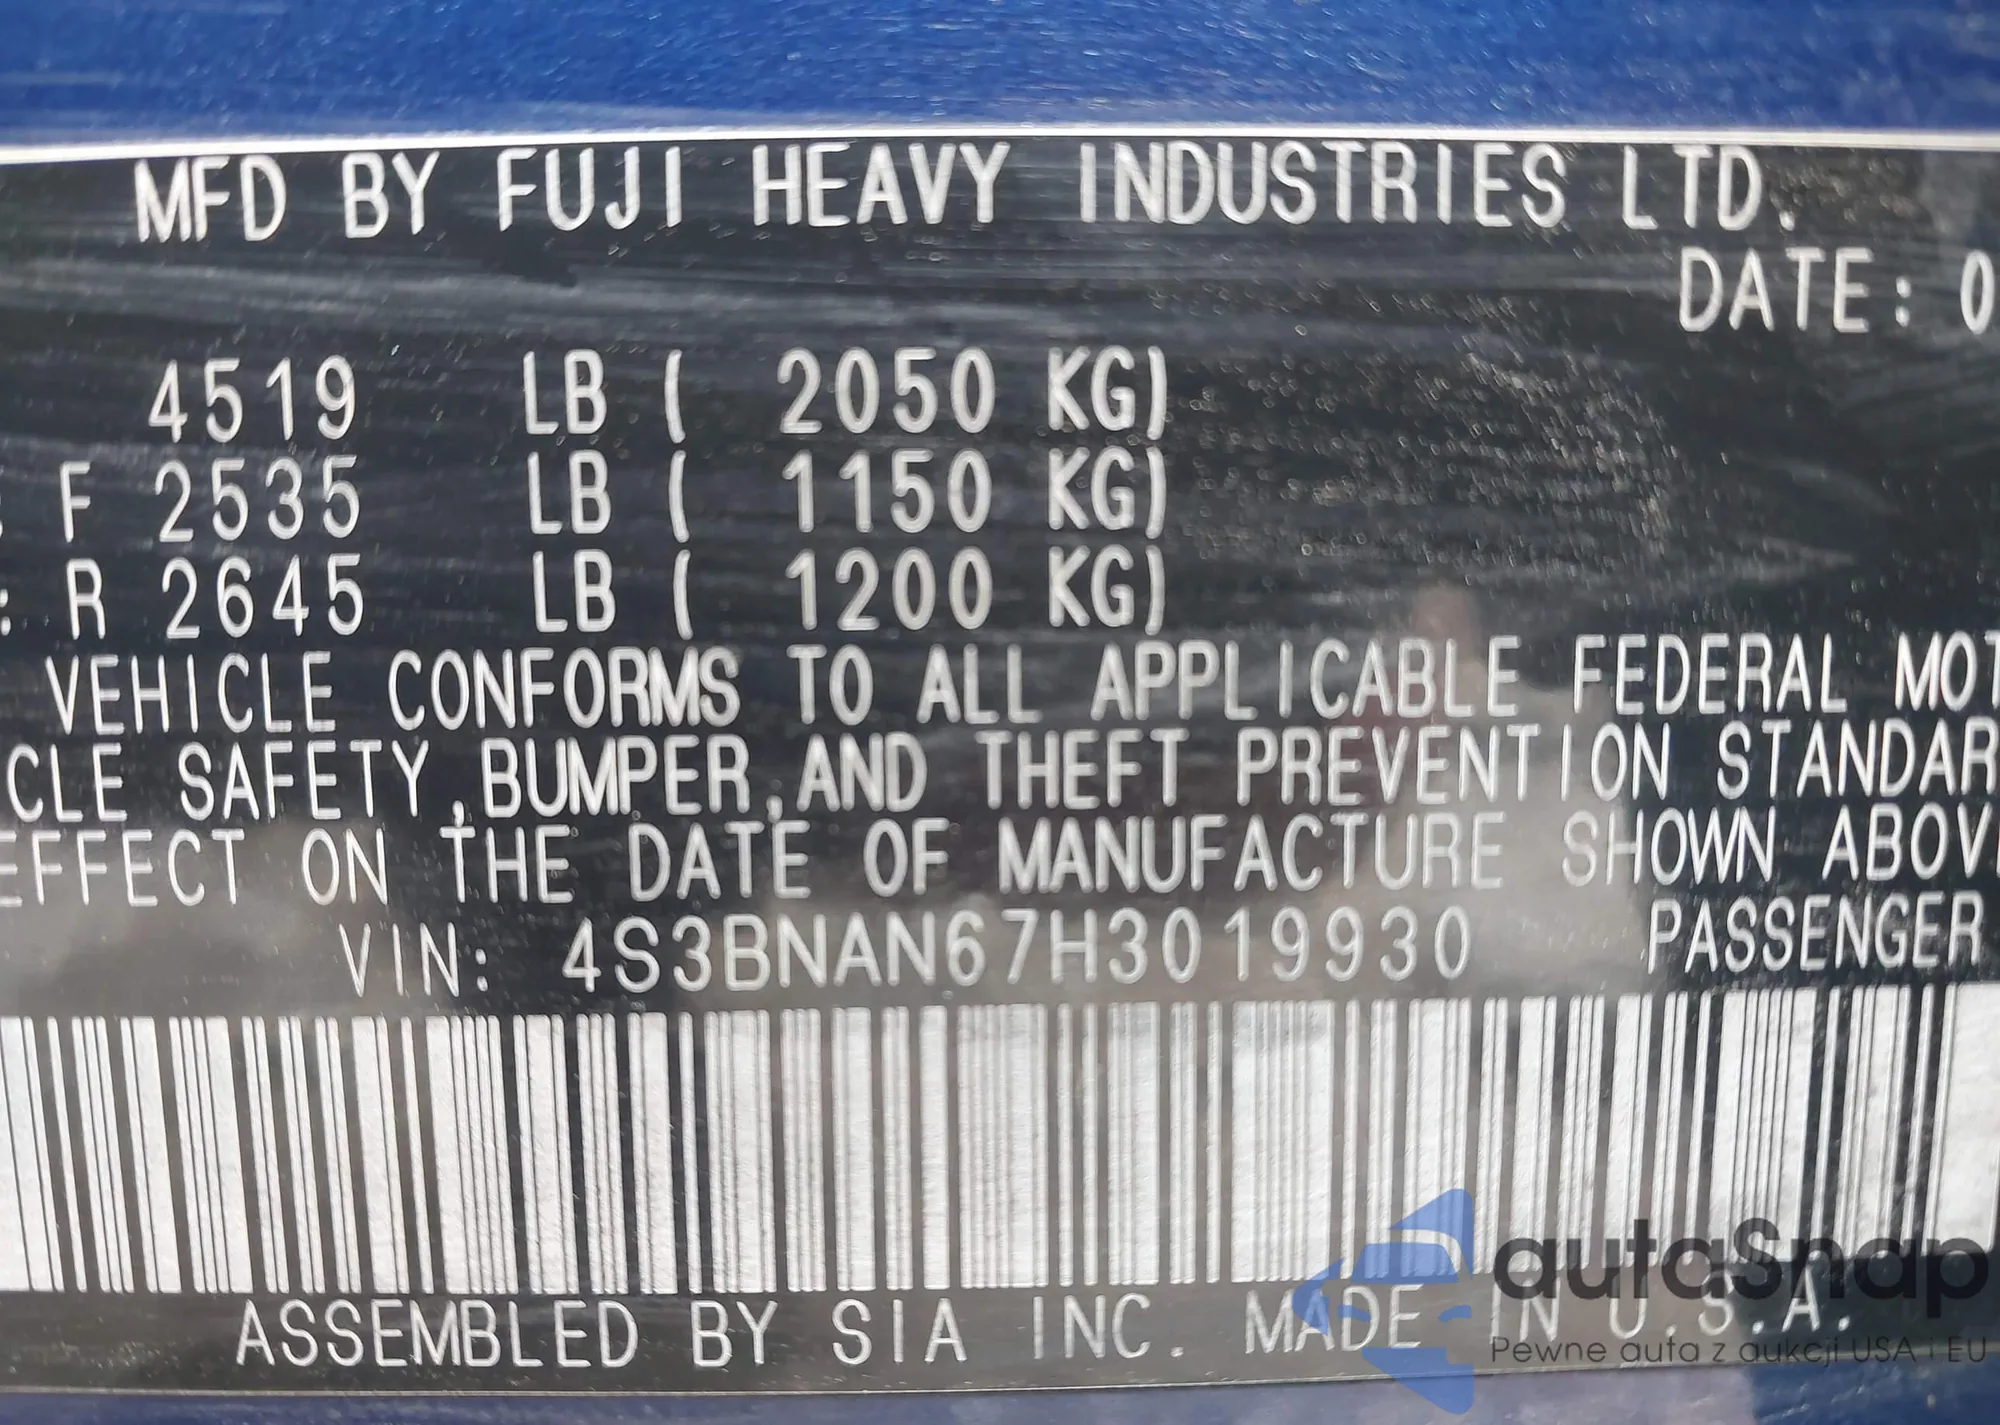 MFD BY FUJI HEAVY INDUSTRIES LTD.
DATE: 0
4519 LB ( 2050 KG)
: F 2535 LB ( 1150 KG)
: R 2645 LB ( 1200 KG)
VEHICLE CONFORMS TO ALL APPLICABLE FEDERAL MOT
CLE SAFETY,BUMPER,AND THEFT PREVENTION STANDAR
EFFECT ON THE DATE OF MANUFACTURE SHOWN ABOV
VIN: 4S3BNAN67H3019930 PASSENGER
ASSEMBLED BY SIA INC. MADE IN U.S.A.
autaSnap
Pewne auta z aukcji USA i EU